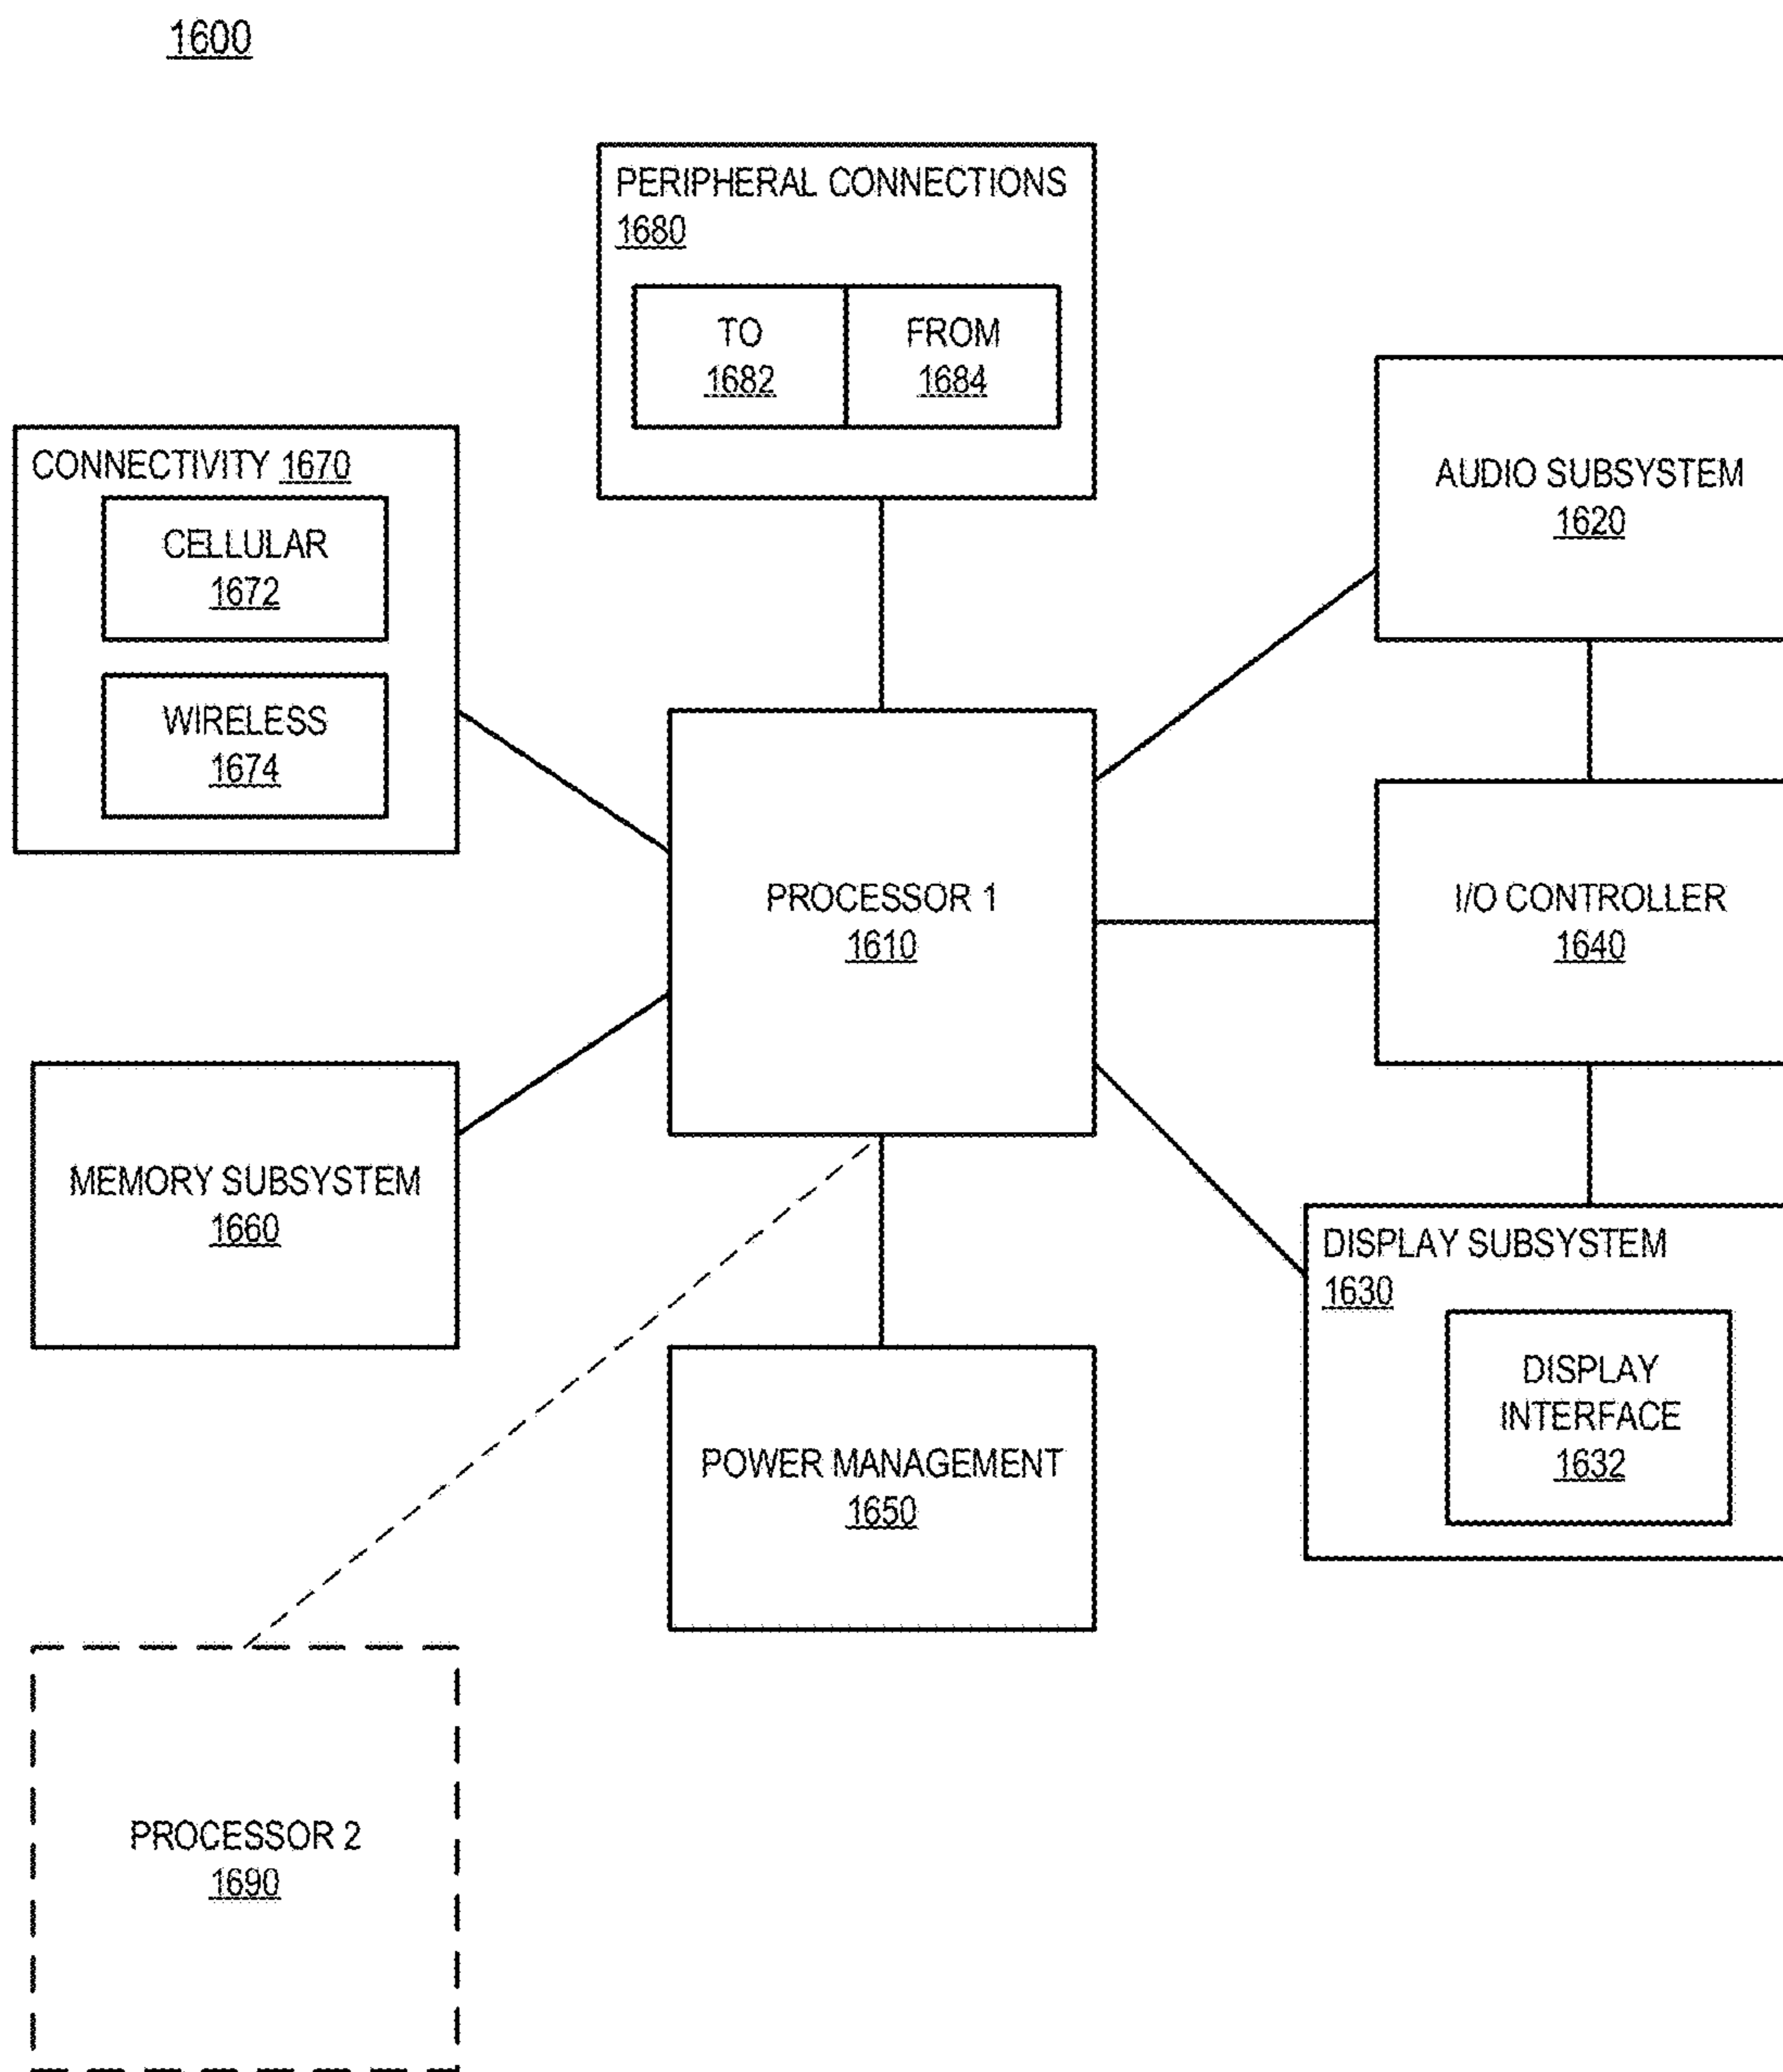 1600
PERIPHERAL CONNECTIONS
1680
TO
1682
FROM
1684
CONNECTIVITY 1670
CELLULAR
1672
WIRELESS
1674
AUDIO SUBSYSTEM
1620
PROCESSOR 1
1610
I/O CONTROLLER
1640
MEMORY SUBSYSTEM
1660
DISPLAY SUBSYSTEM
1630
DISPLAY
INTERFACE
1632
POWER MANAGEMENT
1650
PROCESSOR 2
1690